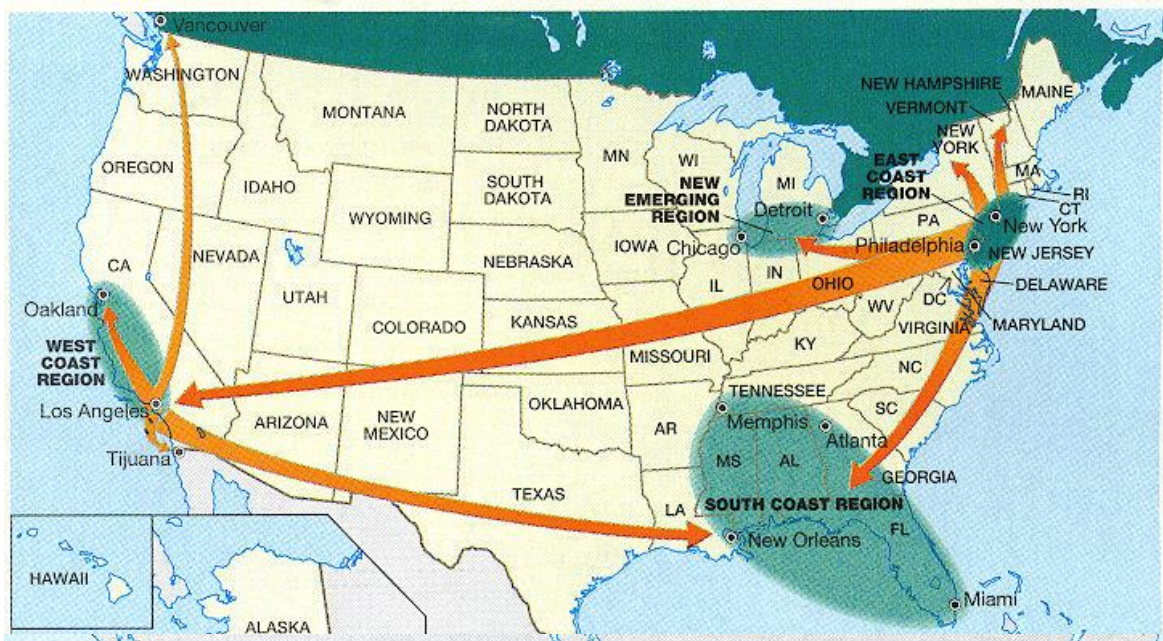 Vancouver
WASHINGTON
MONTANA
NORTH
DAKOTA
MN
NEW HAMPSHIRE
VERMONT
MAINE
NEW
YORK
OREGON
IDAHO
SOUTH
DAKOTA
WI
MI
EAST
COAST
REGION
MA
RI
CT
WYOMING
NEW
EMERGING
REGION
Detroit
PA
New York
Chicago
Philadelphia
NEW JERSEY
IOWA
NEVADA
NEBRASKA
CA
UTAH
IL
IN
OHIO
DELAWARE
Oakland
COLORADO
KANSAS
WV
DC
MARYLAND
VIRGINIA
WEST
COAST
REGION
MISSOURI
KY
NC
Los Angeles
ARIZONA
NEW
MEXICO
OKLAHOMA
TENNESSEE
Memphis
AR
SC
Atlanta
Tijuana
MS
AL
GEORGIA
TEXAS
LA
SOUTH COAST REGION
FL
New Orleans
HAWAII
ALASKA
Miami